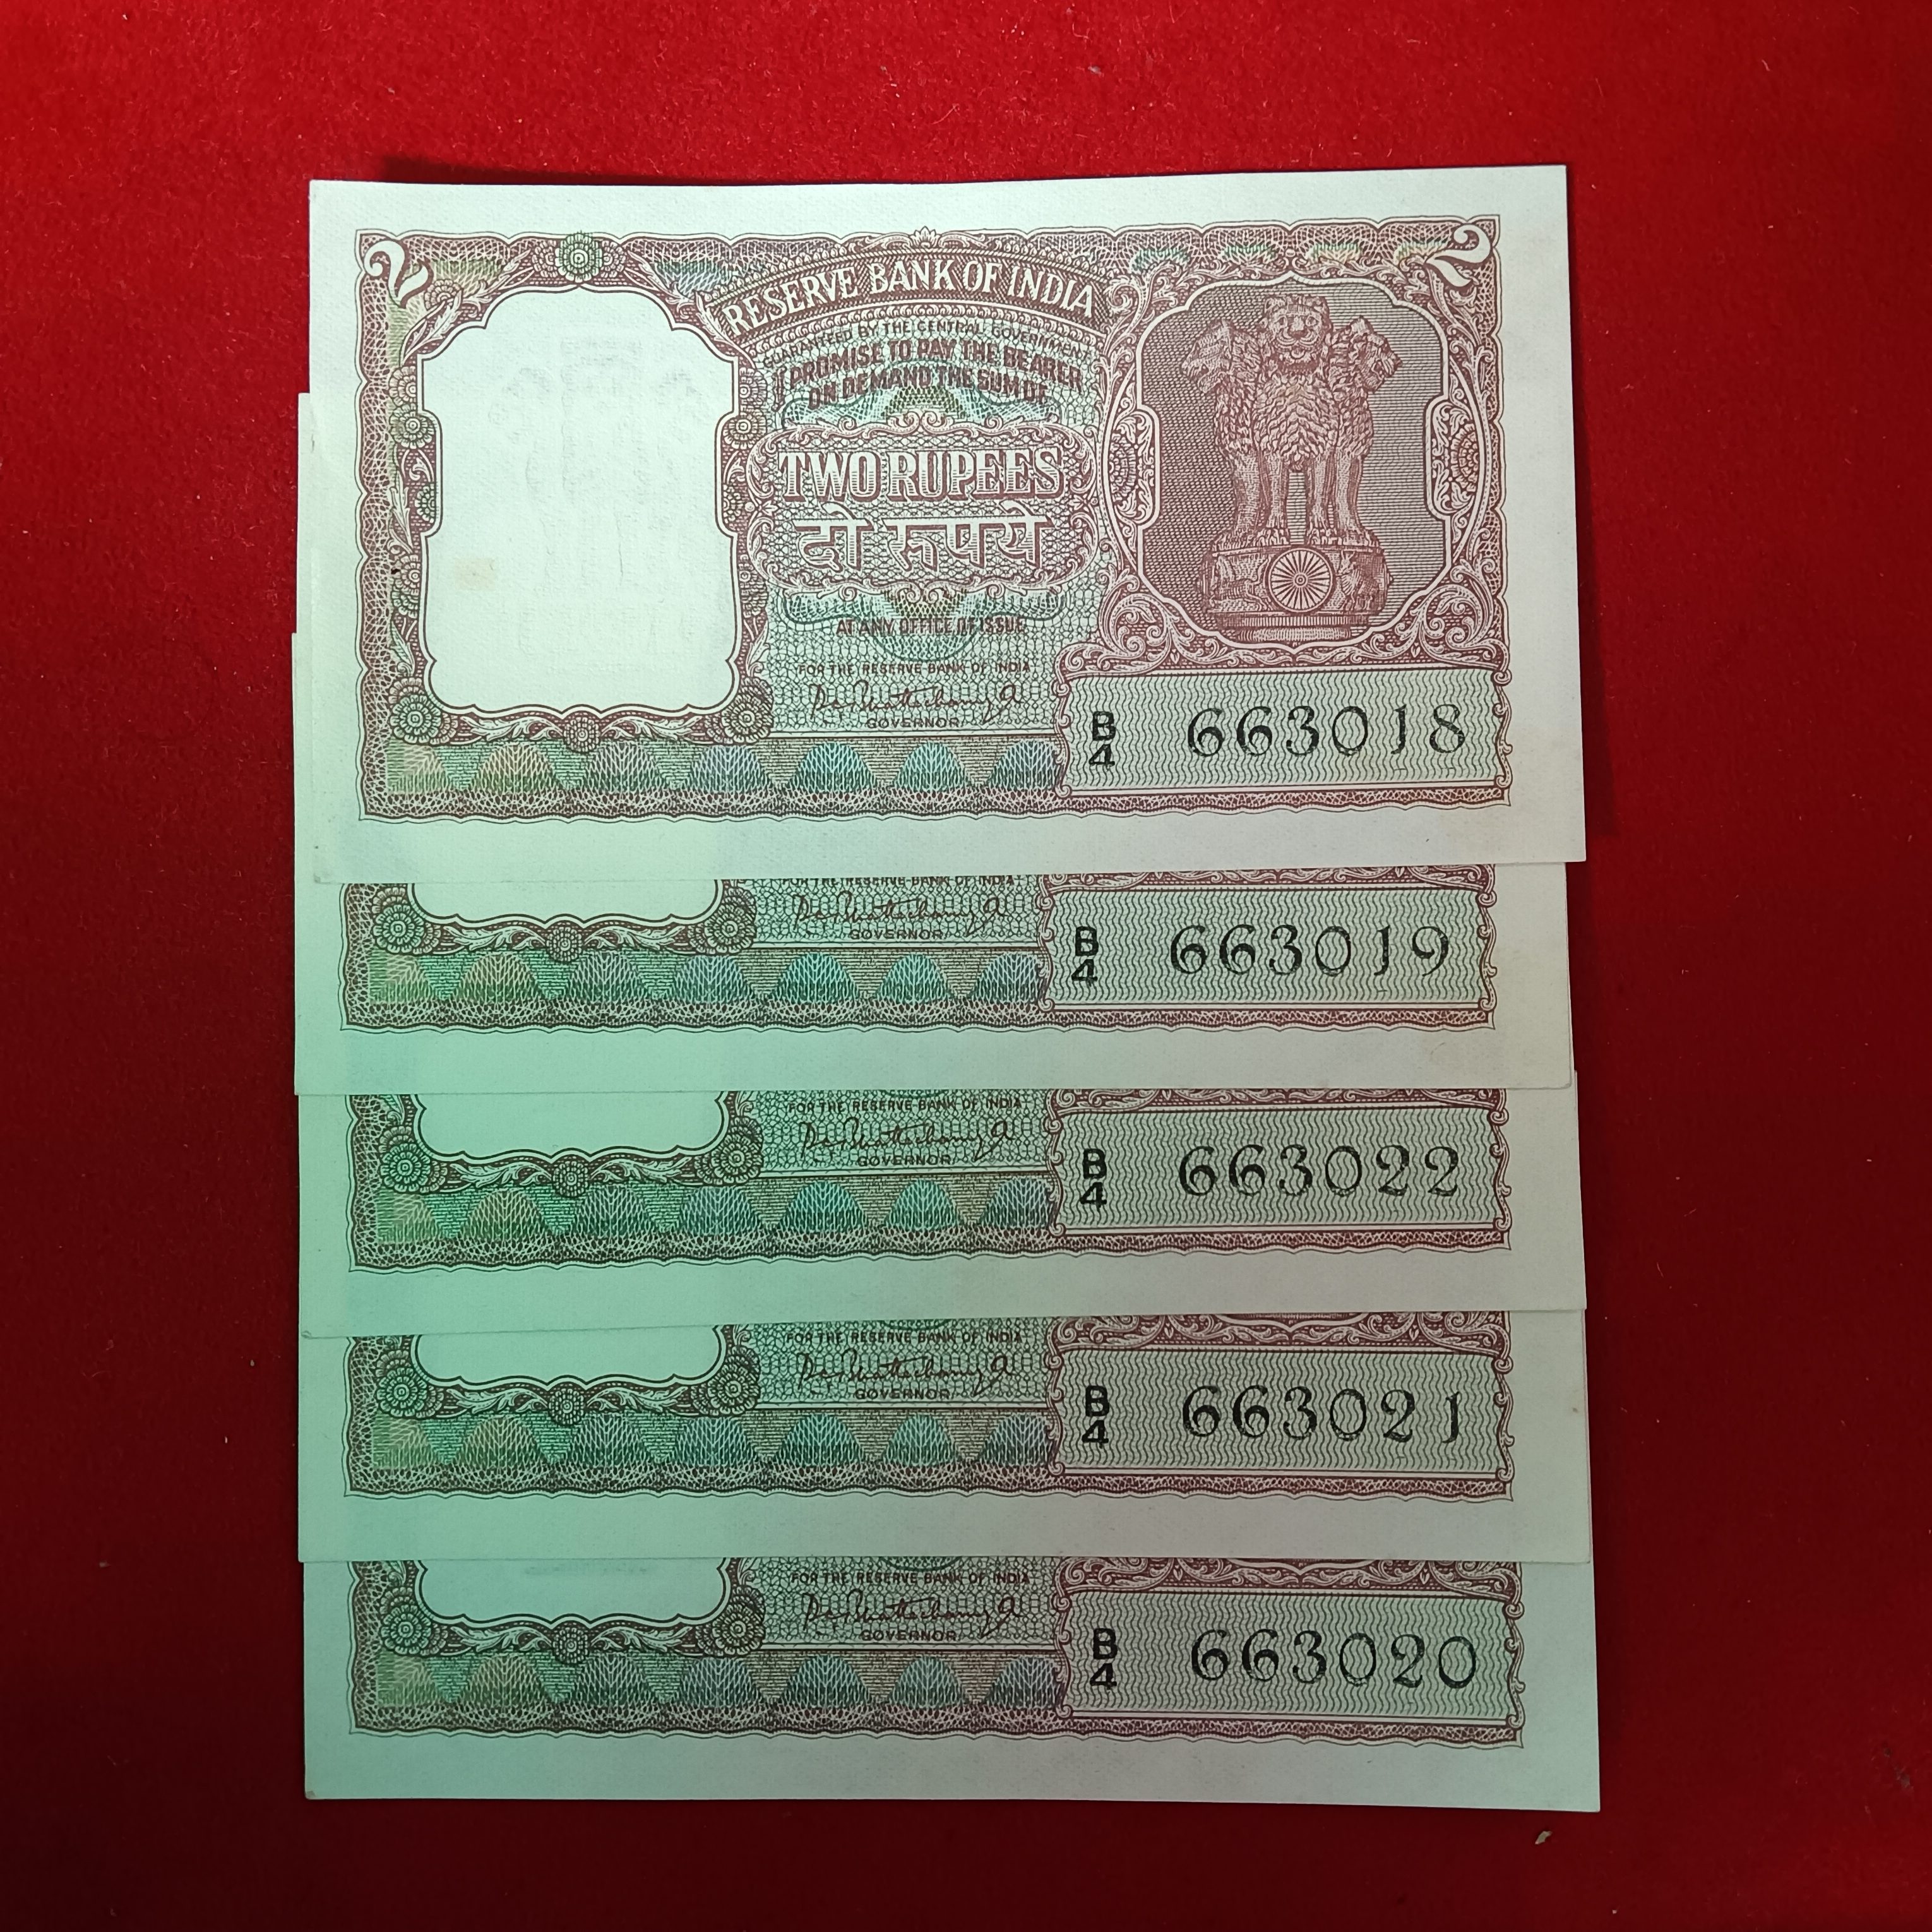 २ २
RESERVE BANK OF INDIA
GUARANTEED BY THE CENTRAL GOVERNMENT
I PROMISE TO PAY THE BEARER
ON DEMAND THE SUM OF
TWO RUPEES
दो रूपये
AT ANY OFFICE OF ISSUE
FOR THE RESERVE BANK OF INDIA
GOVERNOR
B/4 663018
FOR THE RESERVE BANK OF INDIA
GOVERNOR
B/4 663019
FOR THE RESERVE BANK OF INDIA
GOVERNOR
B/4 663022
FOR THE RESERVE BANK OF INDIA
GOVERNOR
B/4 663021
FOR THE RESERVE BANK OF INDIA
GOVERNOR
B/4 663020